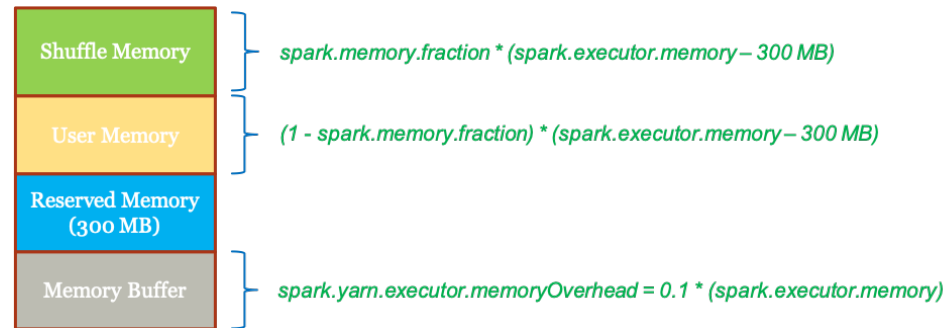 Shuffle Memory
spark.memory.fraction * (spark.executor.memory – 300 MB)
User Memory
(1 - spark.memory.fraction) * (spark.executor.memory – 300 MB)
Reserved Memory
(300 MB)
Memory Buffer
spark.yarn.executor.memoryOverhead = 0.1 * (spark.executor.memory)